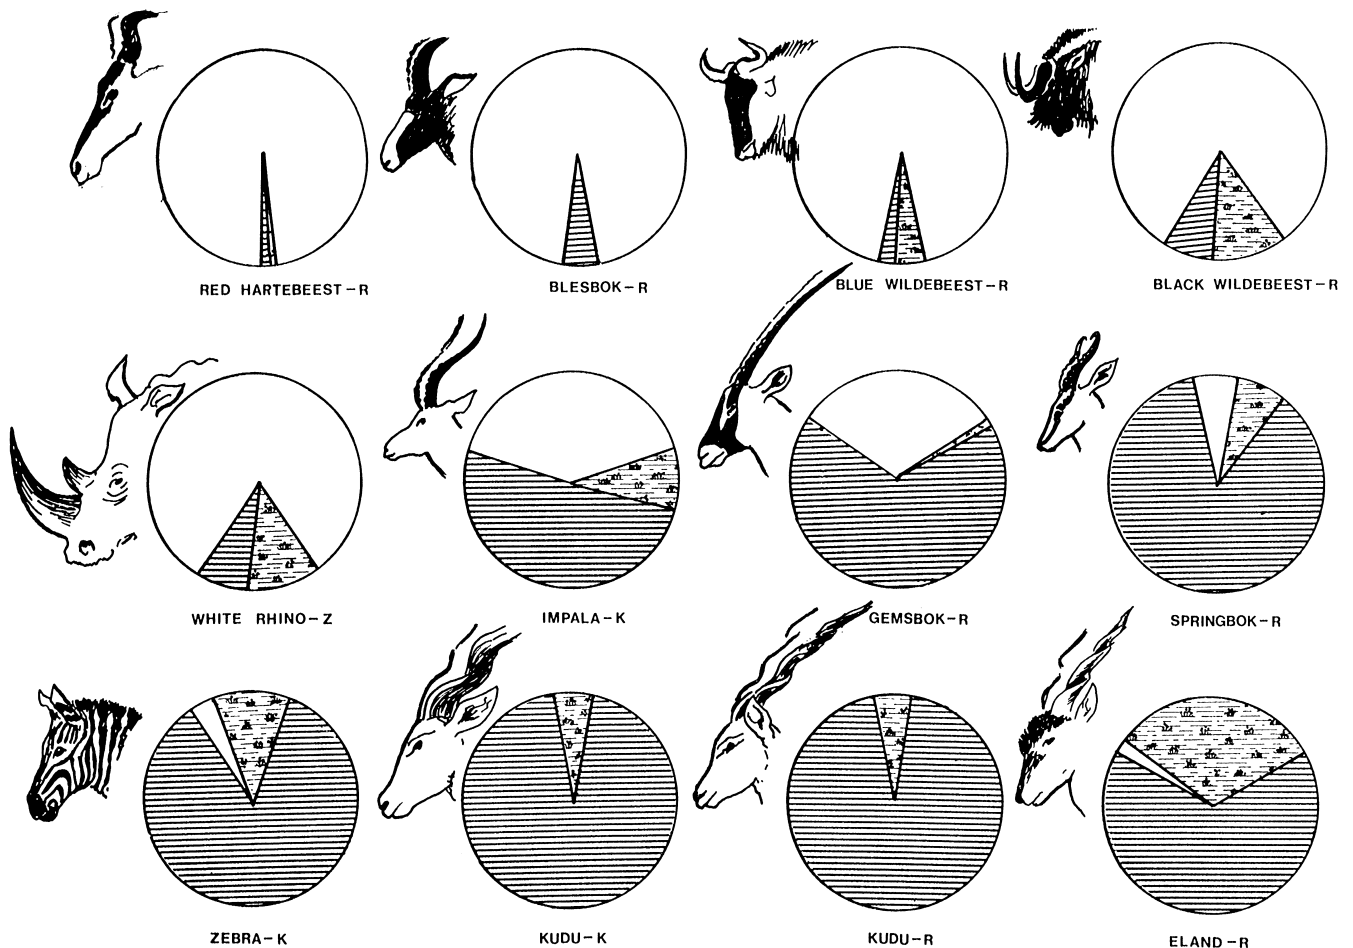 RED HARTEBEEST-R
BLESBOK-R
BLUE WILDEBEEST-R
BLACK WILDEBEEST-R
WHITE RHINO-Z
IMPALA-K
GEMSBOK-R
SPRINGBOK-R
ZEBRA-K
KUDU-K
KUDU-R
ELAND-R